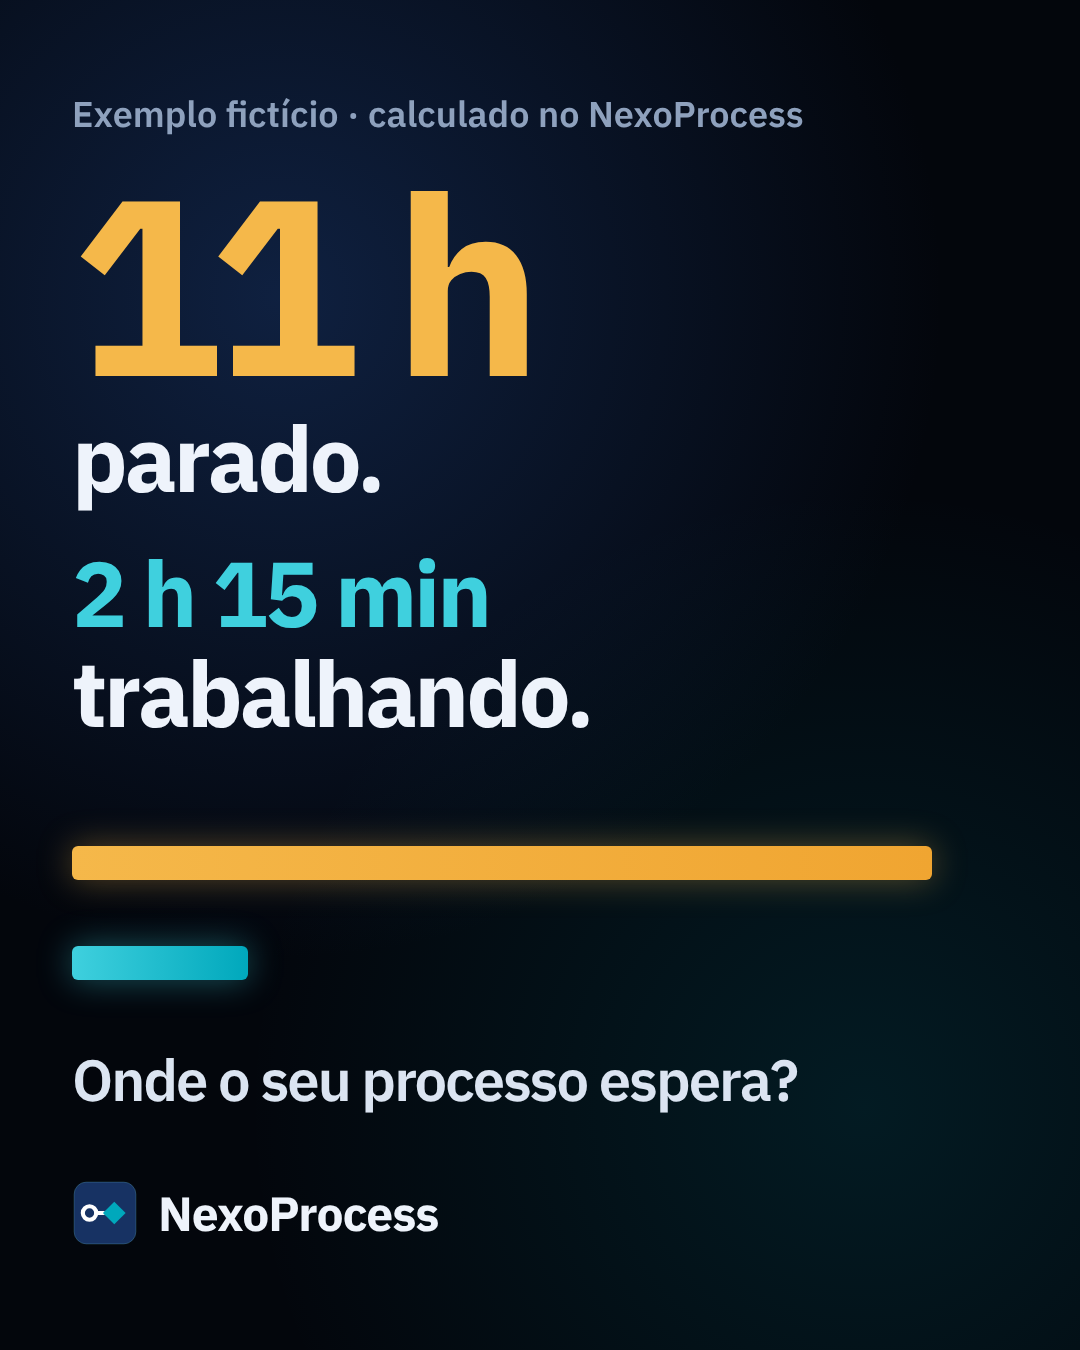 Exemplo fictício · calculado no NexoProcess
11 h
parado.
2 h 15 min
trabalhando.
Onde o seu processo espera?
NexoProcess